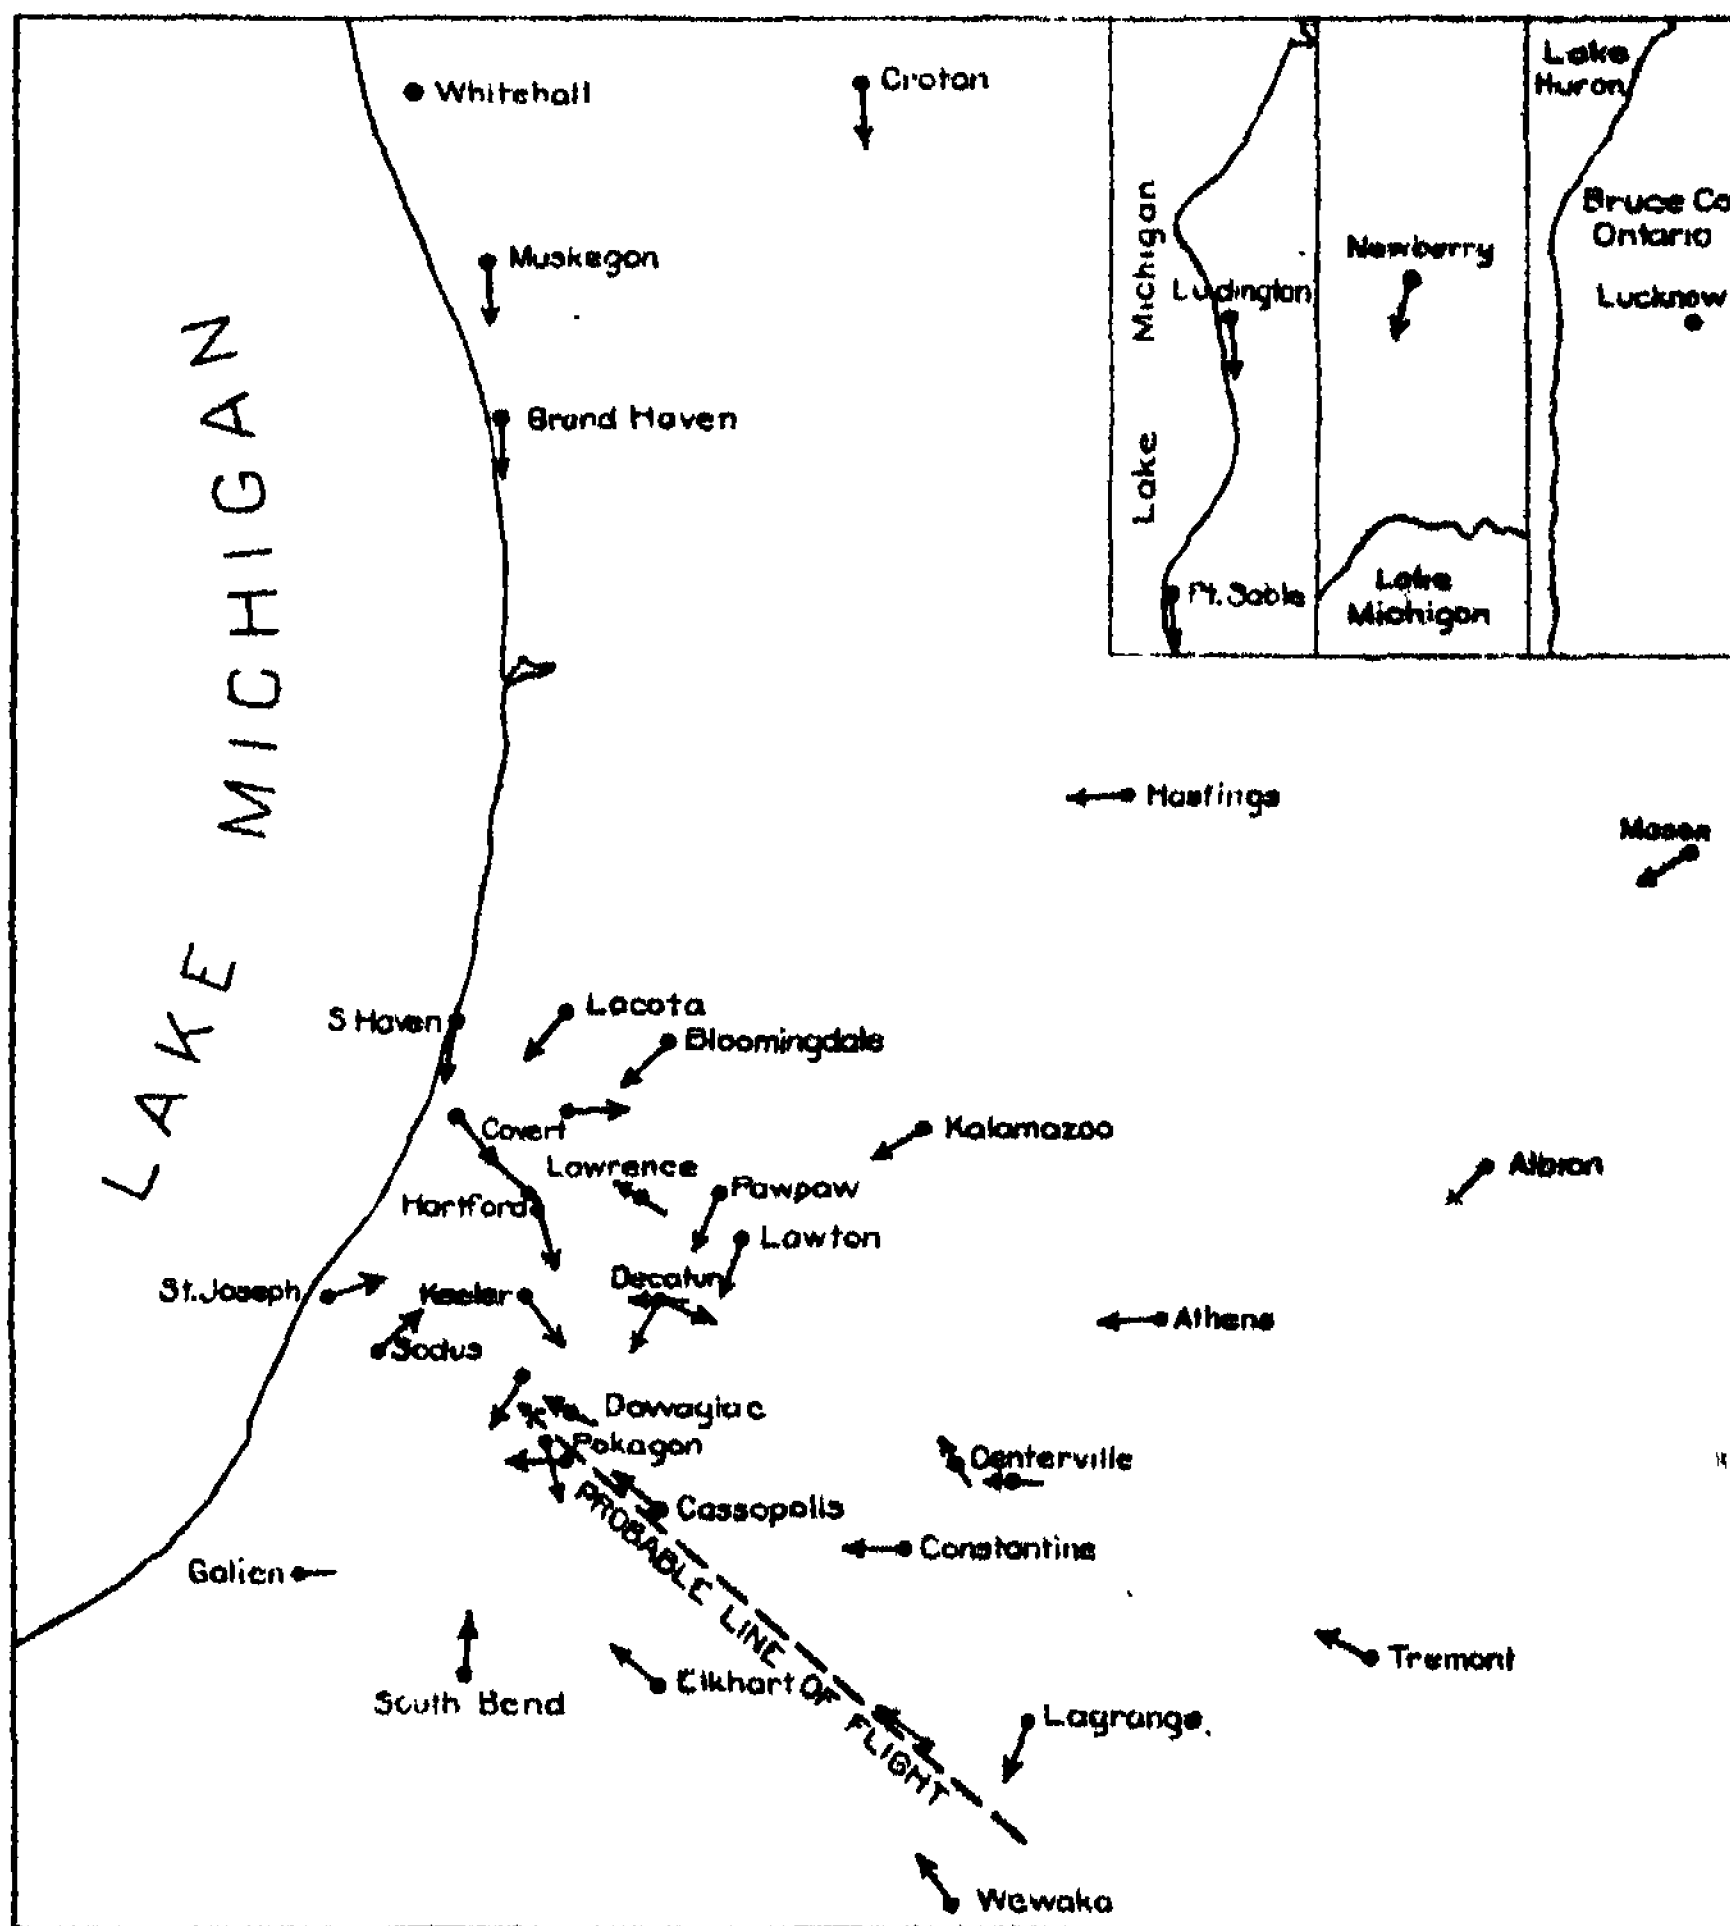 Whitehall
Croton
Muskegon
Grand Haven
LAKE MICHIGAN
Lake Michigan
Ludington
Pt. Sable
Newberry
Lake
Michigan
Lake
Huron
Bruce Co
Ontario
Lucknow
Hastings
Mason
S Haven
Lacota
Bloomingdale
Covert
Kalamazoo
Lawrence
Albion
Hartford
Pawpaw
Lawton
St. Joseph
Keeler
Decatur
Athens
Sodus
Dowagiac
Pokagon
Centerville
Cassopolis
Constantine
Galien
PROBABLE LINE OF FLIGHT
Tremont
South Bend
Elkhart
Lagrange.
Wewaka